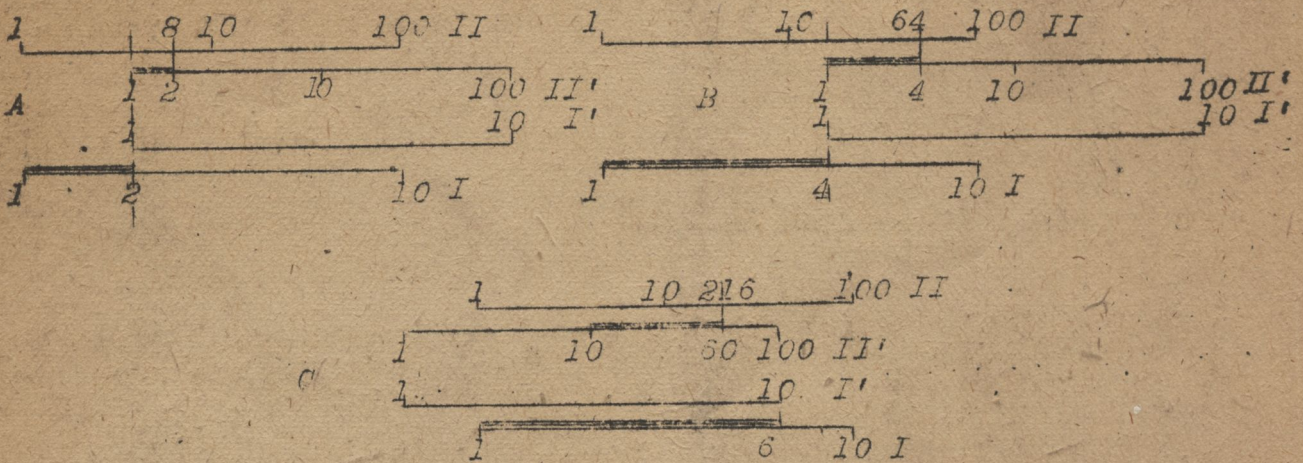 1 8 10 100 II
1 2 10 100 II'
A
1 10 I'
1 2 10 I
1 10 64 100 II
1 4 10 100 II'
B
1 10 I'
1 4 10 I
1 10 216 100 II
1 10 60 100 II'
C
1 10 I'
1 6 10 I